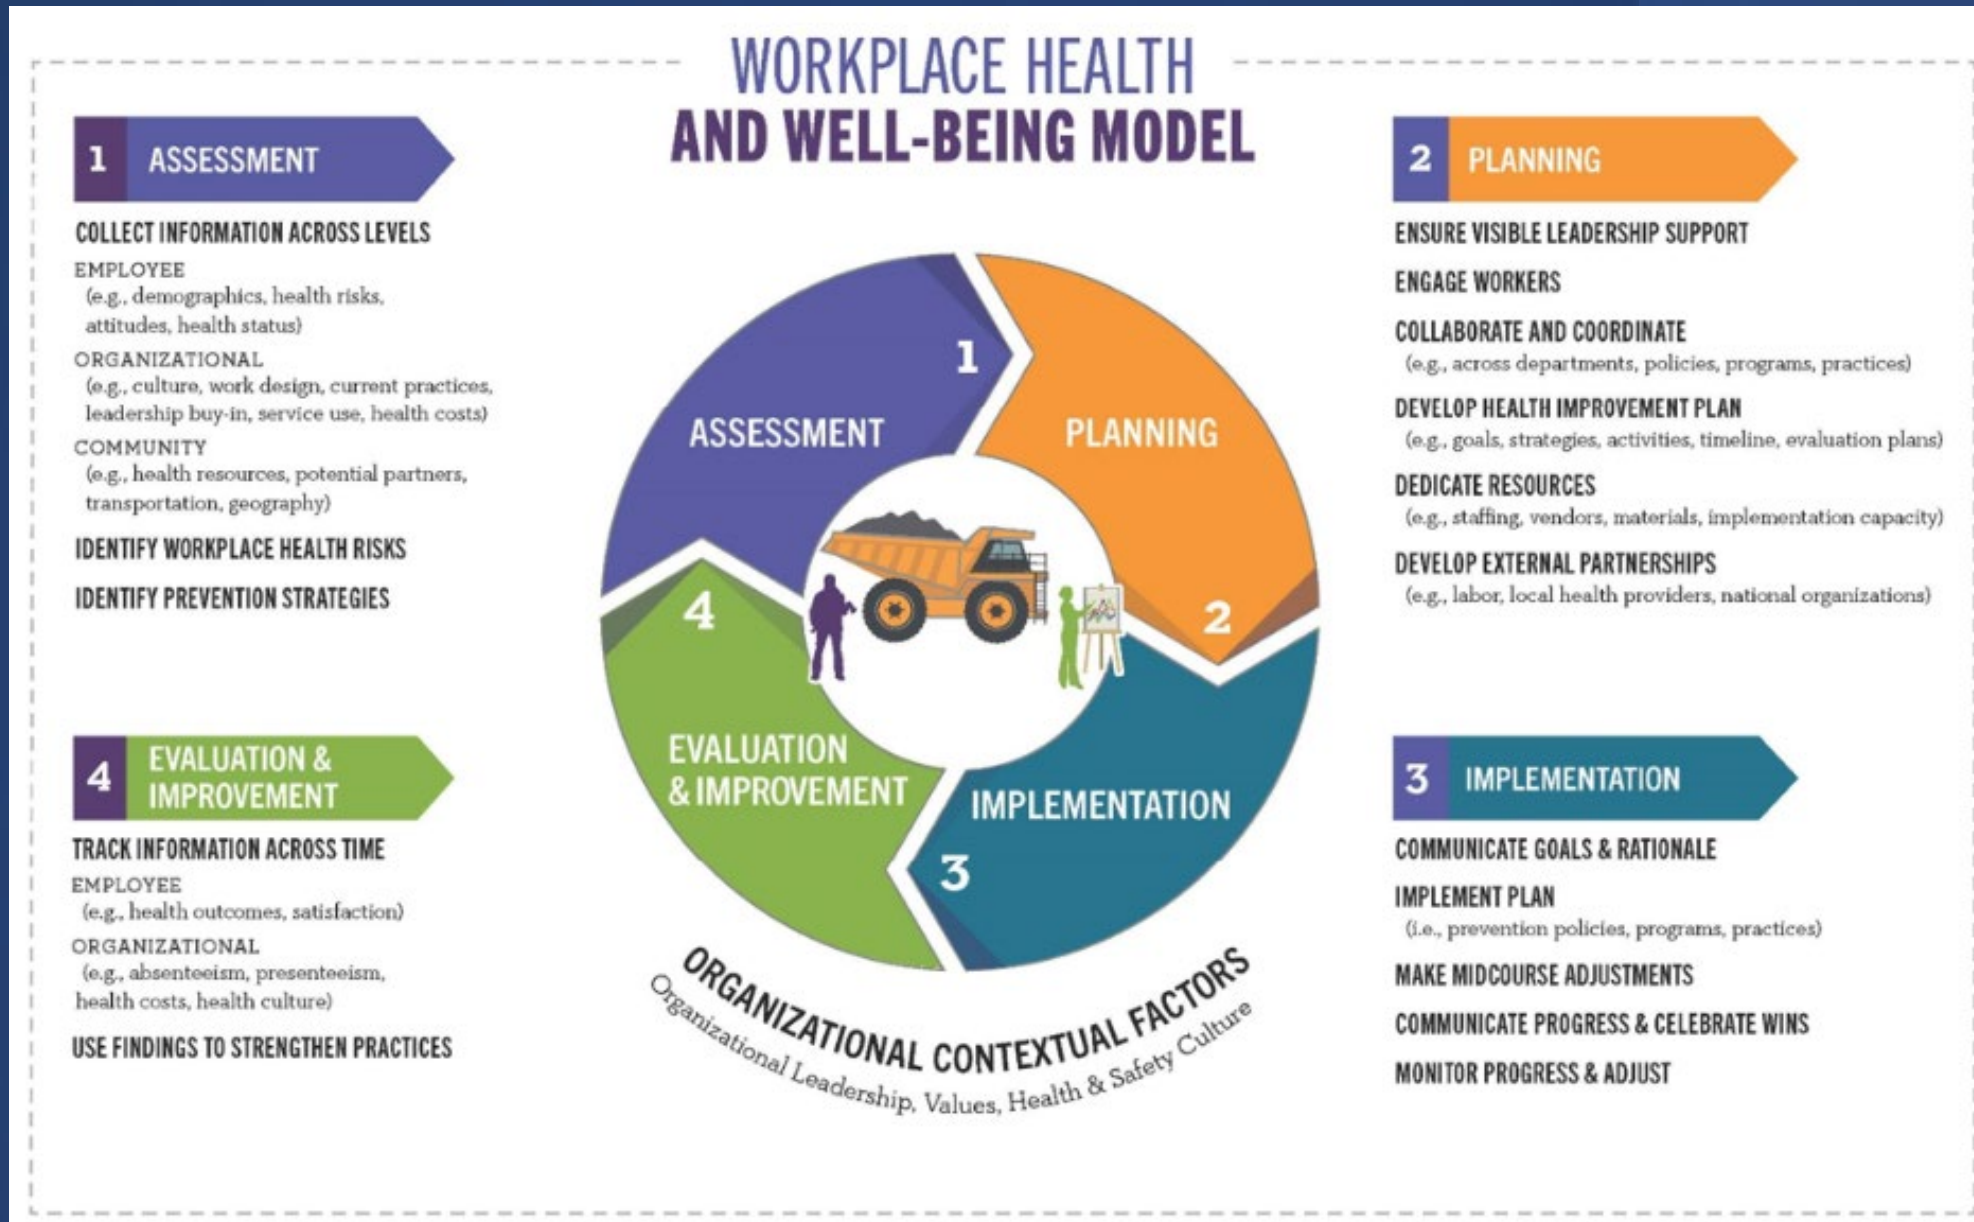 WORKPLACE HEALTH
AND WELL-BEING MODEL
1 ASSESSMENT
COLLECT INFORMATION ACROSS LEVELS
EMPLOYEE
(e.g., demographics, health risks,
attitudes, health status)
ORGANIZATIONAL
(e.g., culture, work design, current practices,
leadership buy-in, service use, health costs)
COMMUNITY
(e.g., health resources, potential partners,
transportation, geography)
IDENTIFY WORKPLACE HEALTH RISKS
IDENTIFY PREVENTION STRATEGIES
2 PLANNING
ENSURE VISIBLE LEADERSHIP SUPPORT
ENGAGE WORKERS
COLLABORATE AND COORDINATE
(e.g., across departments, policies, programs, practices)
DEVELOP HEALTH IMPROVEMENT PLAN
(e.g., goals, strategies, activities, timeline, evaluation plans)
DEDICATE RESOURCES
(e.g., staffing, vendors, materials, implementation capacity)
DEVELOP EXTERNAL PARTNERSHIPS
(e.g., labor, local health providers, national organizations)
1
ASSESSMENT
PLANNING
2
4
EVALUATION
& IMPROVEMENT
IMPLEMENTATION
3
ORGANIZATIONAL CONTEXTUAL FACTORS
Organizational Leadership, Values, Health & Safety Culture
3 IMPLEMENTATION
COMMUNICATE GOALS & RATIONALE
IMPLEMENT PLAN
(i.e., prevention policies, programs, practices)
MAKE MIDCOURSE ADJUSTMENTS
COMMUNICATE PROGRESS & CELEBRATE WINS
MONITOR PROGRESS & ADJUST
4 EVALUATION &
IMPROVEMENT
TRACK INFORMATION ACROSS TIME
EMPLOYEE
(e.g., health outcomes, satisfaction)
ORGANIZATIONAL
(e.g., absenteeism, presenteeism,
health costs, health culture)
USE FINDINGS TO STRENGTHEN PRACTICES